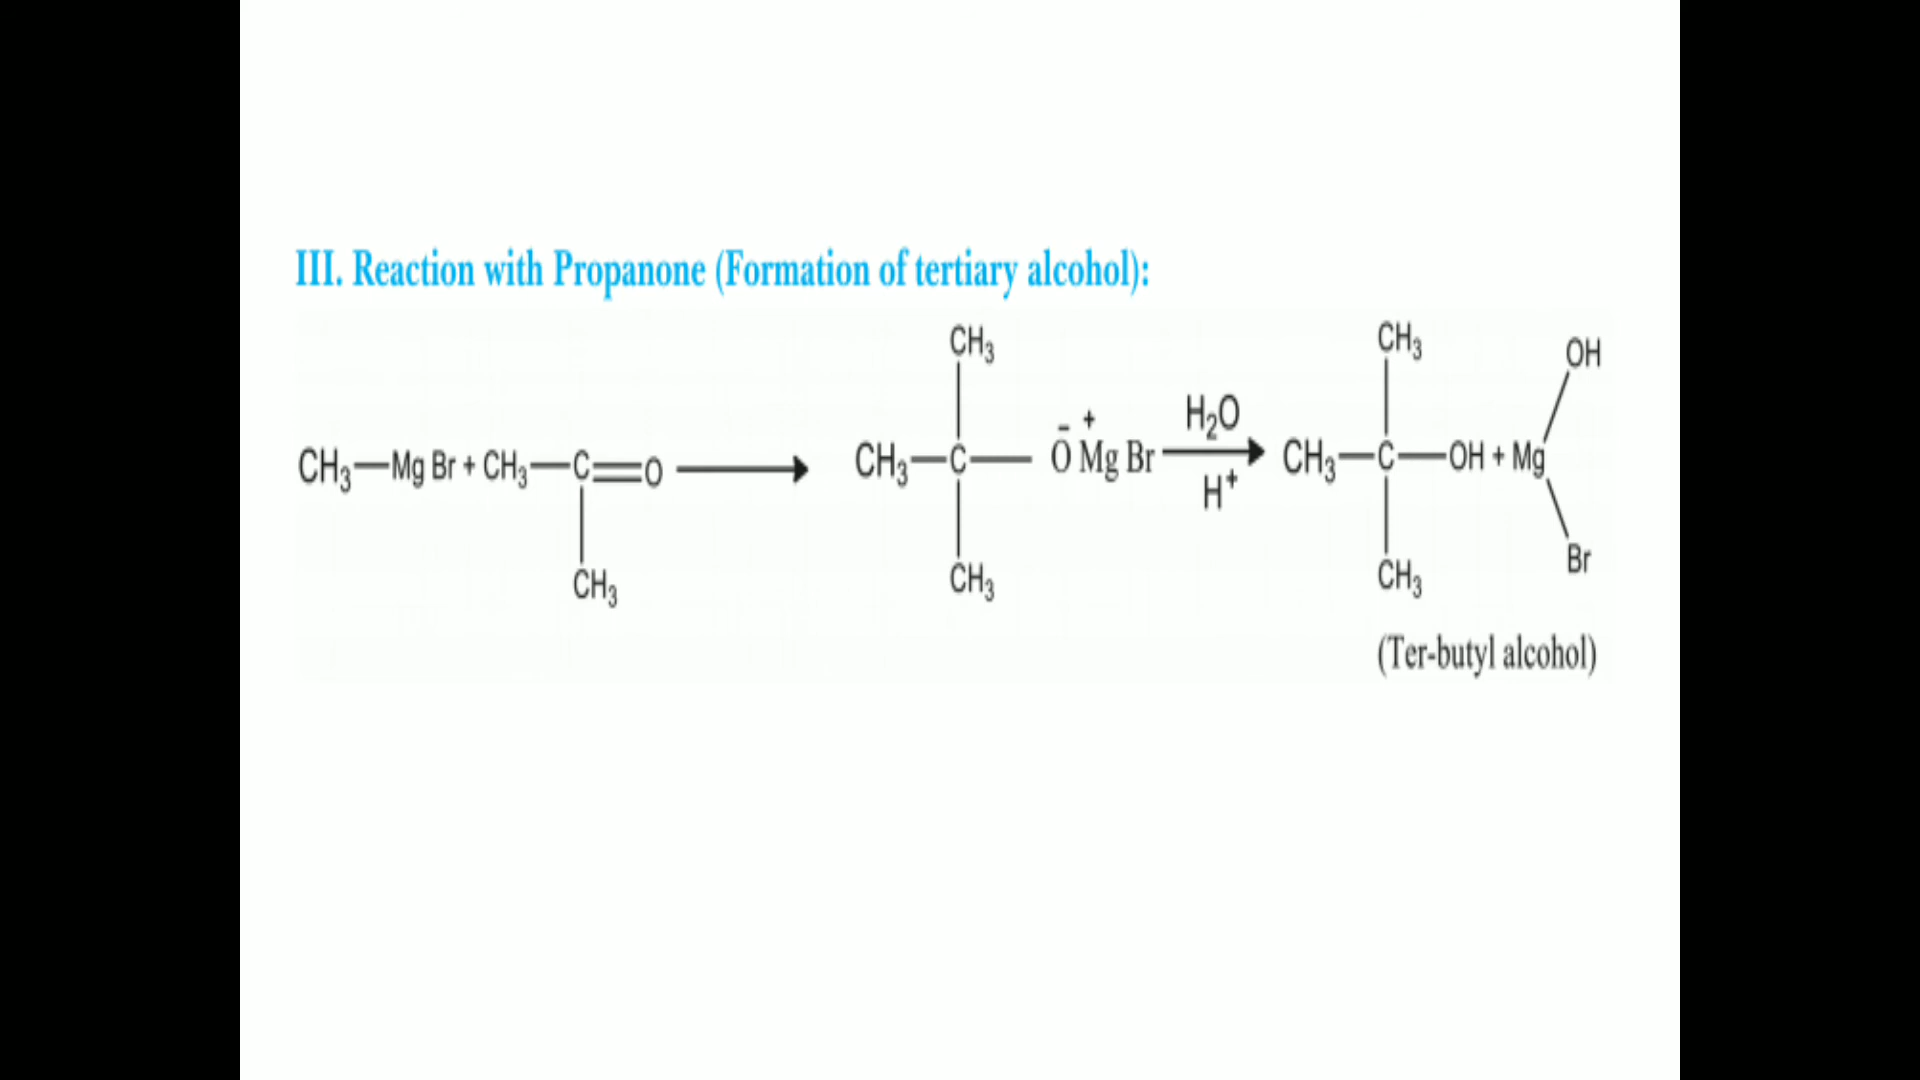 III. Reaction with Propanone (Formation of tertiary alcohol):
CH3 CH3 OH
H2O
CH3—Mg Br + CH3—C=O → CH3—C— Ō Mg⁺ Br → CH3—C—OH + Mg
H+
CH3 CH3 CH3 Br
(Ter-butyl alcohol)